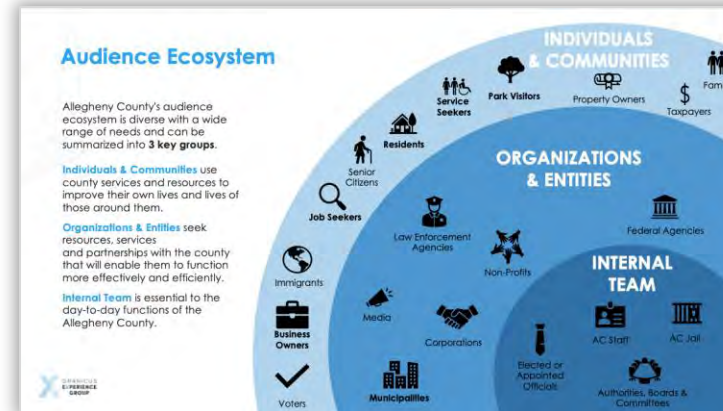 Audience Ecosystem
Allegheny County's audience
ecosystem is diverse with a wide
range of needs and can be
summarized into 3 key groups.
Individuals & Communities use
county services and resources to
improve their own lives and lives of
those around them.
Organizations & Entities seek
resources, services
and partnerships with the county
that will enable them to function
more effectively and efficiently.
Internal Team is essential to the
day-to-day functions of the
Allegheny County.
GRANICUS
EXPERIENCE
GROUP
INDIVIDUALS
& COMMUNITIES
Service
Seekers
Park Visitors
Property Owners
$
Taxpayers
Fam
Residents
Senior
Citizens
Job Seekers
Immigrants
Business
Owners
Voters
ORGANIZATIONS
& ENTITIES
Law Enforcement
Agencies
Non-Profits
Federal Agencies
Media
Corporations
Municipalities
INTERNAL
TEAM
AC Staff
AC Jail
Elected or
Appointed
Officials
Authorities, Boards &
Committees